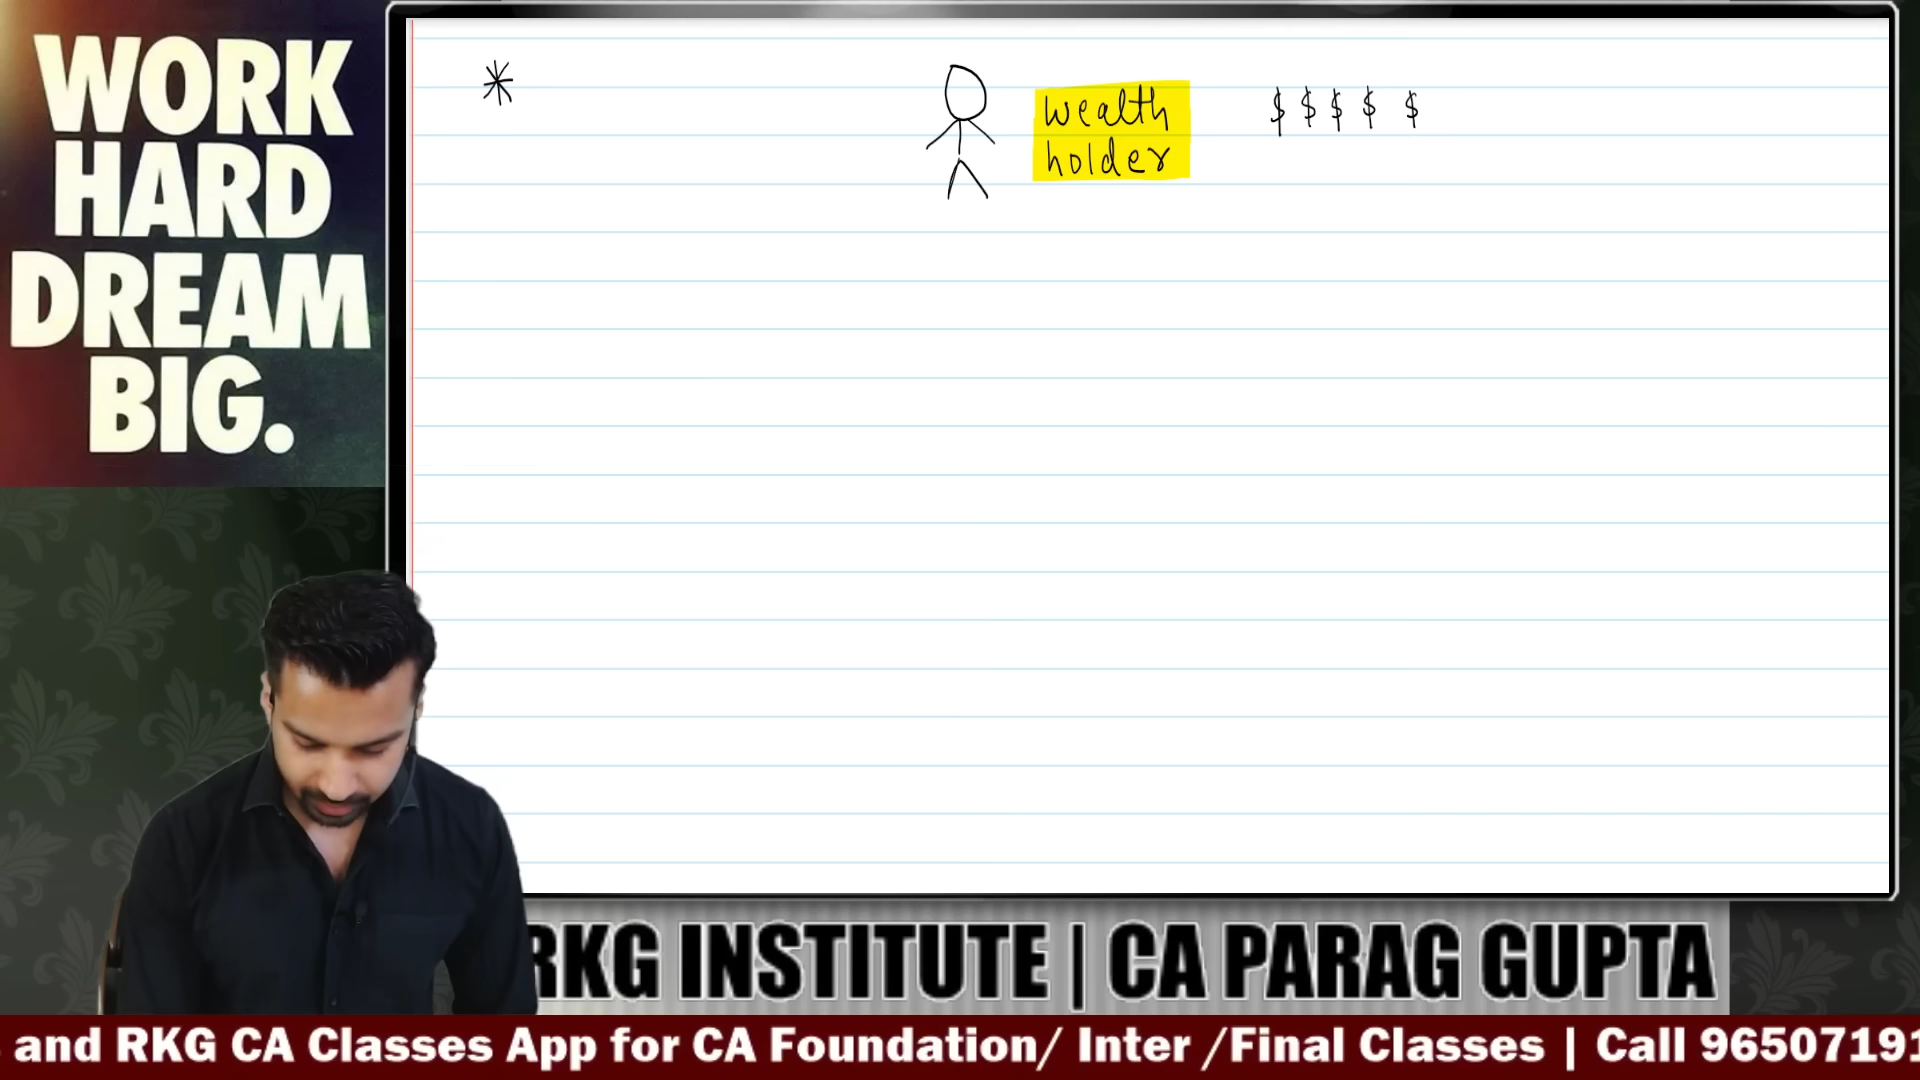 WORK
HARD
DREAM
BIG.
*
wealth
holder
$ $ $ $ $
RKG INSTITUTE | CA PARAG GUPTA
and RKG CA Classes App for CA Foundation/ Inter /Final Classes | Call 96507191